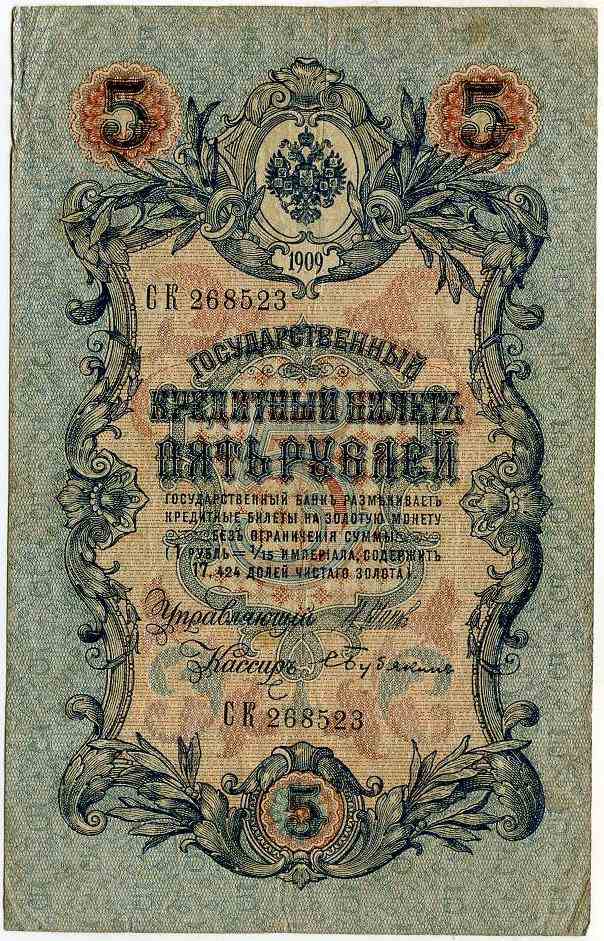 5 5
1909
СК 268523
ГОСУДАРСТВЕННЫЙ
КРЕДИТНЫЙ БИЛЕТЪ
ПЯТЬ РУБЛЕЙ
5
ГОСУДАРСТВЕННЫЙ БАНКЪ РАЗМѢНИВАЕТЪ
КРЕДИТНЫЕ БИЛЕТЫ НА ЗОЛОТУЮ МОНЕТУ
БЕЗЪ ОГРАНИЧЕНІЯ СУММЫ
(1 РУБЛЬ = 1/15 ИМПЕРІАЛА, СОДЕРЖИТЪ
17,424 ДОЛЕЙ ЧИСТАГО ЗОЛОТА).
Управляющій
Кассиръ
СК 268523
5